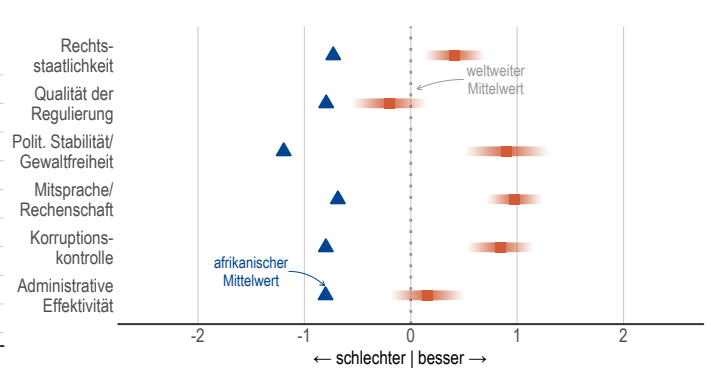 Rechts-
staatlichkeit
weltweiter
Mittelwert
Qualität der
Regulierung
Polit. Stabilität/
Gewaltfreiheit
Mitsprache/
Rechenschaft
Korruptions-
kontrolle
afrikanischer
Mittelwert
Administrative
Effektivität
-2 -1 0 1 2
← schlechter | besser →